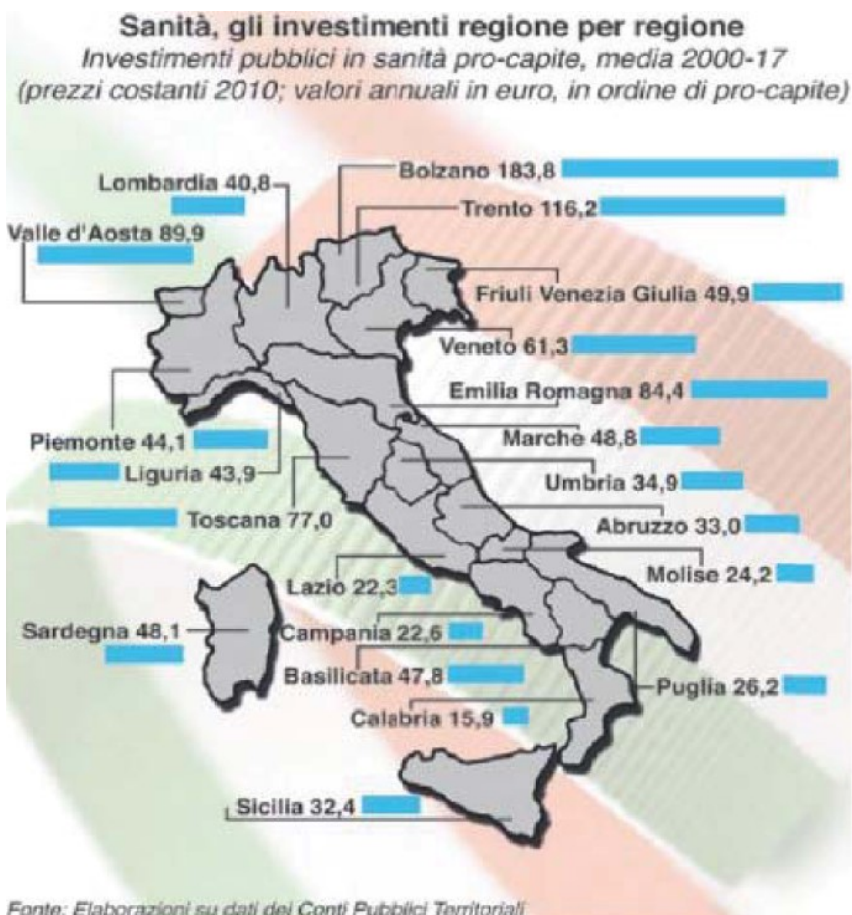 Sanità, gli investimenti regione per regione
Investimenti pubblici in sanità pro-capite, media 2000-17
(prezzi costanti 2010; valori annuali in euro, in ordine di pro-capite)
Bolzano 183,8
Lombardia 40,8
Trento 116,2
Valle d'Aosta 89,9
Friuli Venezia Giulia 49,9
Veneto 61,3
Emilia Romagna 84,4
Piemonte 44,1
Marche 48,8
Liguria 43,9
Umbria 34,9
Toscana 77,0
Abruzzo 33,0
Molise 24,2
Lazio 22,3
Sardegna 48,1
Campania 22,6
Basilicata 47,8
Puglia 26,2
Calabria 15,9
Sicilia 32,4
Fonte: Elaborazioni su dati dei Conti Pubblici Territoriali